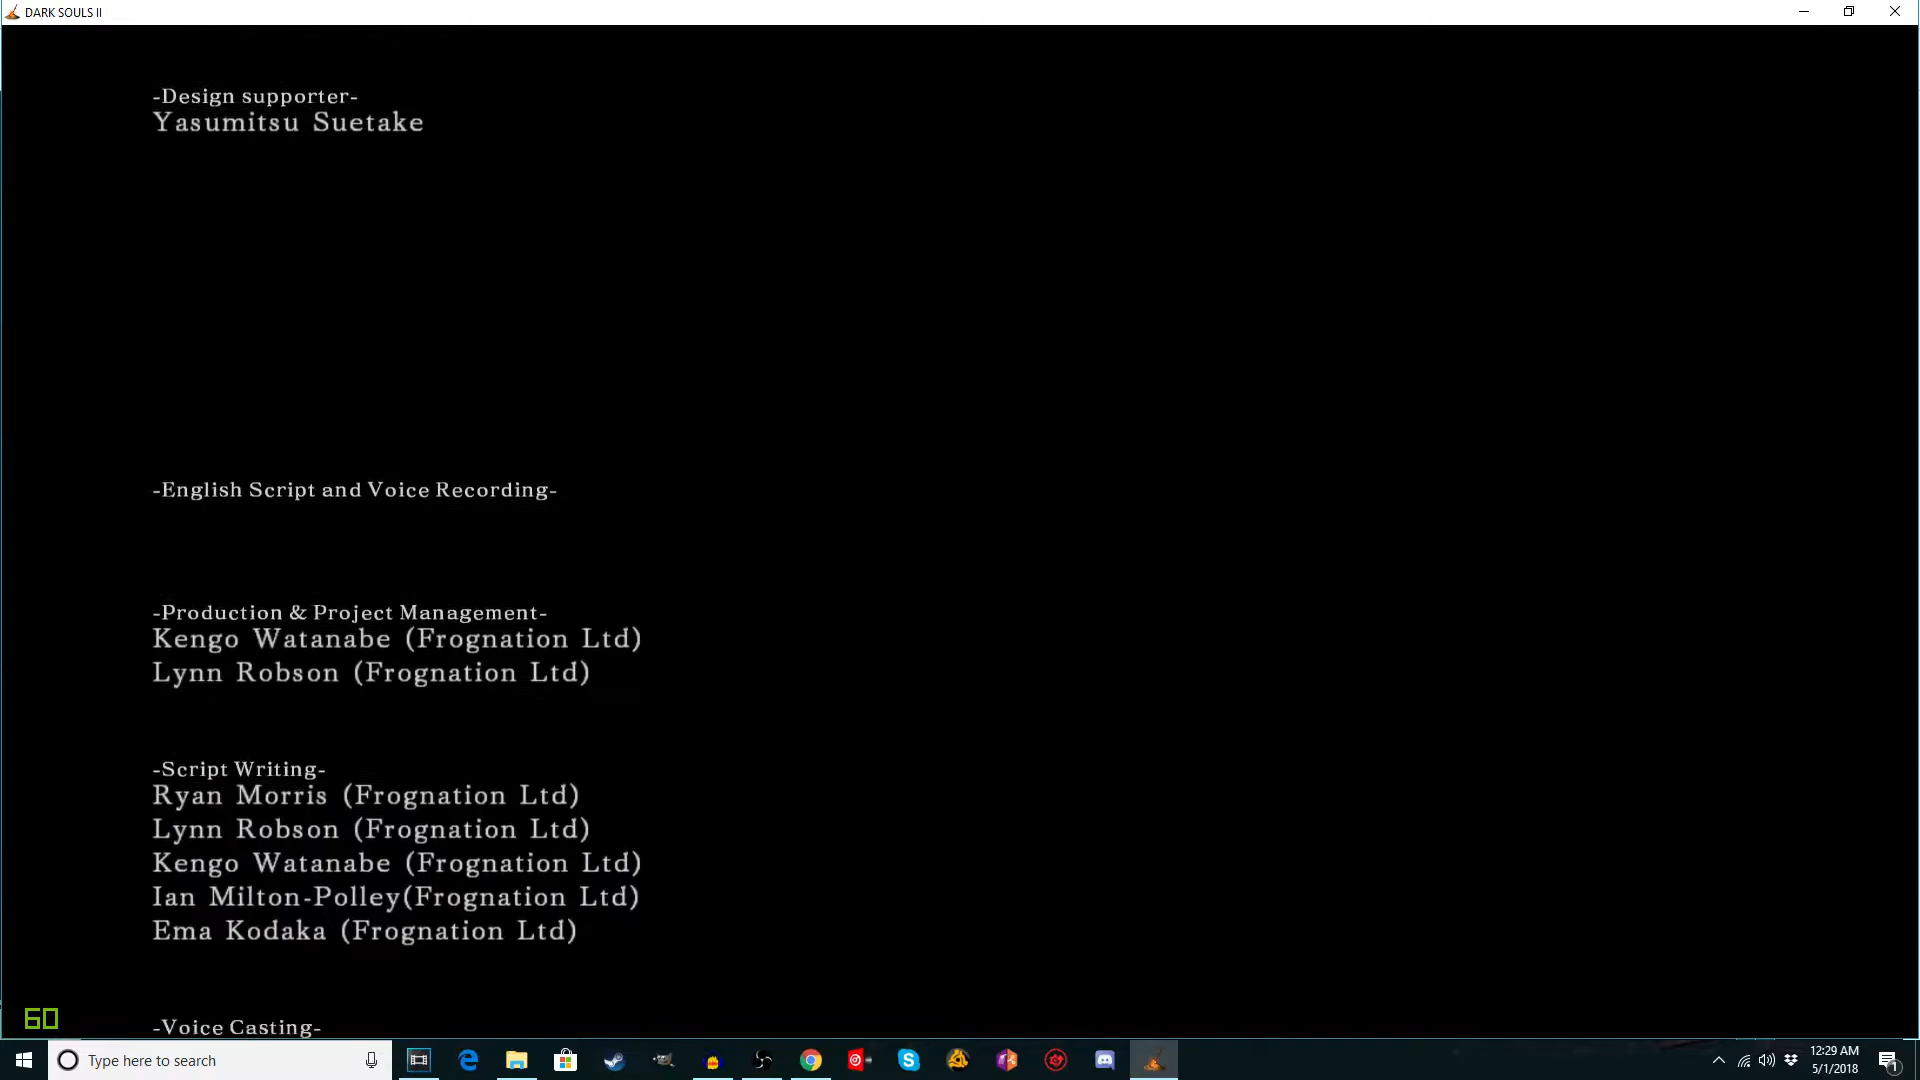 DARK SOULS II
-Design supporter-
Yasumitsu Suetake
-English Script and Voice Recording-
-Production & Project Management-
Kengo Watanabe (Frognation Ltd)
Lynn Robson (Frognation Ltd)
-Script Writing-
Ryan Morris (Frognation Ltd)
Lynn Robson (Frognation Ltd)
Kengo Watanabe (Frognation Ltd)
Ian Milton-Polley(Frognation Ltd)
Ema Kodaka (Frognation Ltd)
60
-Voice Casting-
Type here to search
12:29 AM
5/1/2018
1